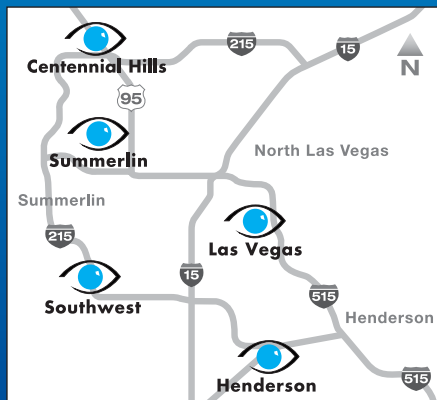 215
15
Centennial Hills
N
95
North Las Vegas
Summerlin
Summerlin
215
Las Vegas
15
Southwest
515
Henderson
Henderson
515